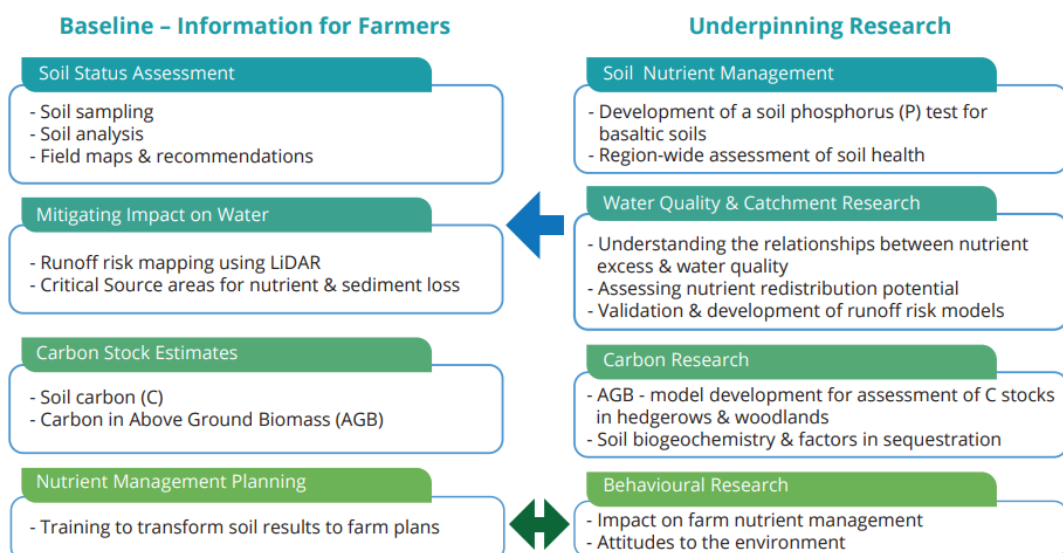 Baseline – Information for Farmers
Soil Status Assessment
- Soil sampling
- Soil analysis
- Field maps & recommendations
Mitigating Impact on Water
- Runoff risk mapping using LiDAR
- Critical Source areas for nutrient & sediment loss
Carbon Stock Estimates
- Soil carbon (C)
- Carbon in Above Ground Biomass (AGB)
Nutrient Management Planning
- Training to transform soil results to farm plans
Underpinning Research
Soil Nutrient Management
- Development of a soil phosphorus (P) test for
basaltic soils
- Region-wide assessment of soil health
Water Quality & Catchment Research
- Understanding the relationships between nutrient
excess & water quality
- Assessing nutrient redistribution potential
- Validation & development of runoff risk models
Carbon Research
- AGB - model development for assessment of C stocks
in hedgerows & woodlands
- Soil biogeochemistry & factors in sequestration
Behavioural Research
- Impact on farm nutrient management
- Attitudes to the environment